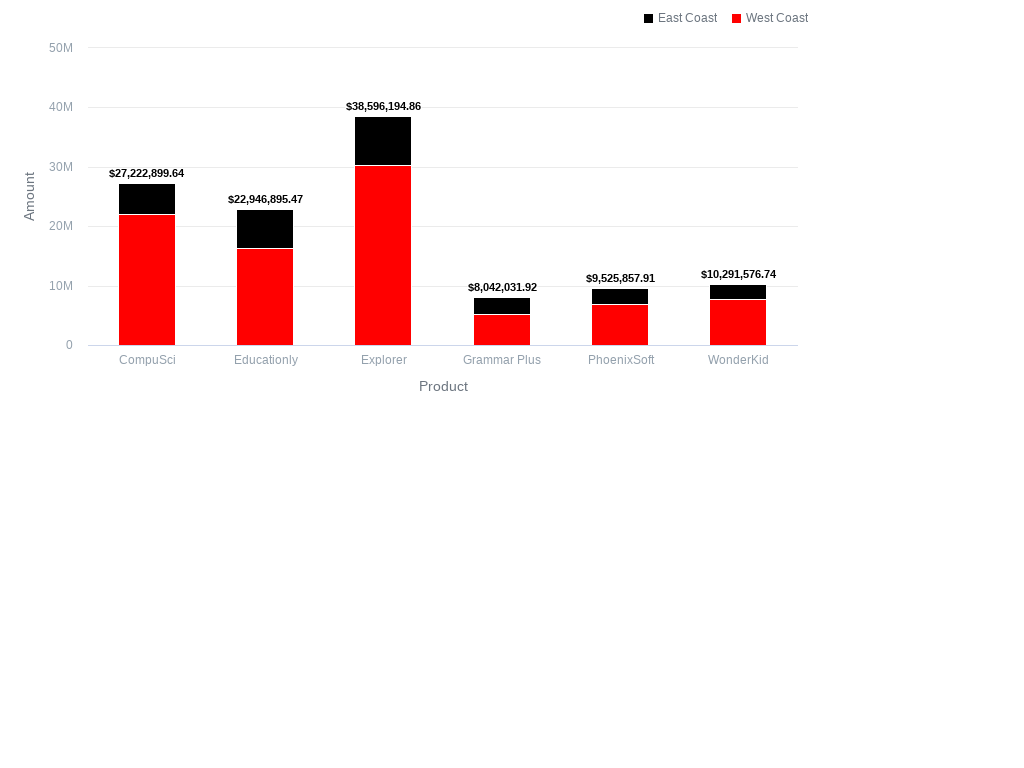 East Coast West Coast
50M
40M
30M
20M
10M
0
Amount
$27,222,899.64
$22,946,895.47
$38,596,194.86
$8,042,031.92
$9,525,857.91
$10,291,576.74
CompuSci Educationly Explorer Grammar Plus PhoenixSoft WonderKid
Product